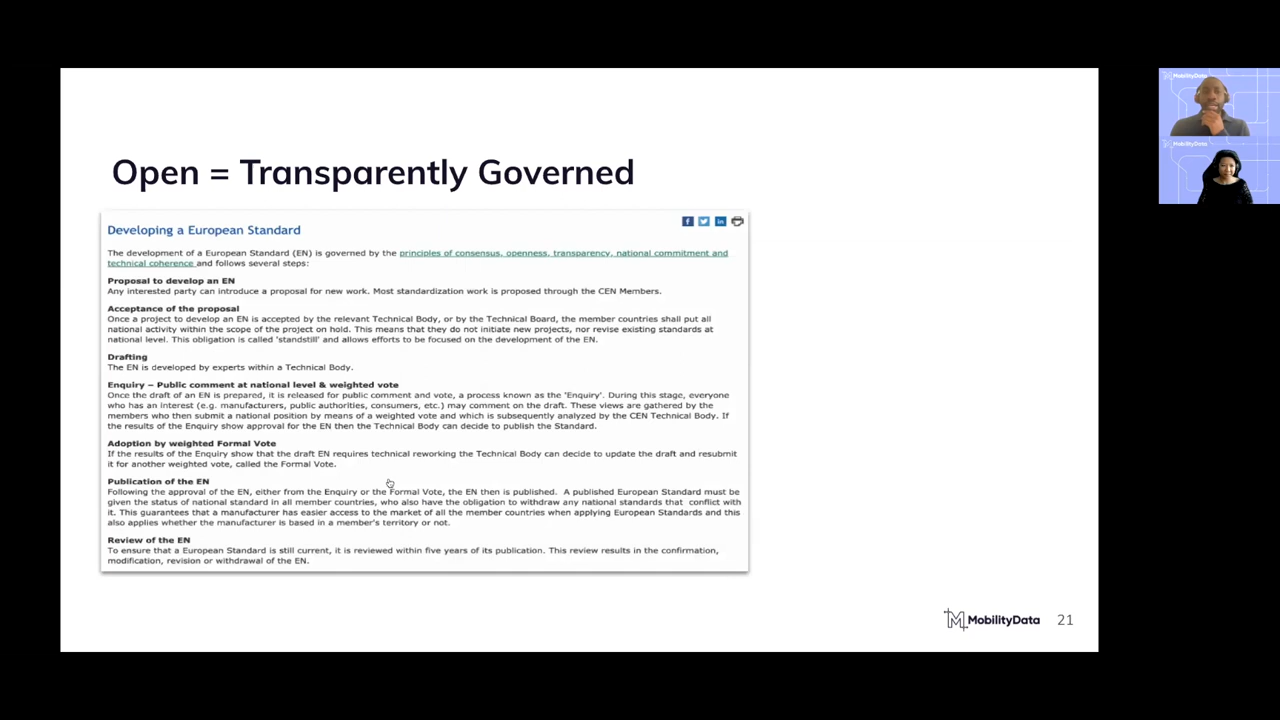 MobilityData
MobilityData
Open = Transparently Governed
Developing a European Standard
The development of a European Standard (EN) is governed by the principles of consensus, openness, transparency, national commitment and
technical coherence and follows several steps:
Proposal to develop an EN
Any interested party can introduce a proposal for new work. Most standardization work is proposed through the CEN Members.
Acceptance of the proposal
Once a project to develop an EN is accepted by the relevant Technical Body, or by the Technical Board, the member countries shall put all
national activity within the scope of the project on hold. This means that they do not initiate new projects, nor revise existing standards at
national level. This obligation is called 'standstill' and allows efforts to be focused on the development of the EN.
Drafting
The EN is developed by experts within a Technical Body.
Enquiry – Public comment at national level & weighted vote
Once the draft of an EN is prepared, it is released for public comment and vote, a process known as the 'Enquiry'. During this stage, everyone
who has an interest (e.g. manufacturers, public authorities, consumers, etc.) may comment on the draft. These views are gathered by the
members who then submit a national position by means of a weighted vote and which is subsequently analyzed by the CEN Technical Body. If
the results of the Enquiry show approval for the EN then the Technical Body can decide to publish the Standard.
Adoption by weighted Formal Vote
If the results of the Enquiry show that the draft EN requires technical reworking the Technical Body can decide to update the draft and resubmit
it for another weighted vote, called the Formal Vote.
Publication of the EN
Following the approval of the EN, either from the Enquiry or the Formal Vote, the EN then is published. A published European Standard must be
given the status of national standard in all member countries, who also have the obligation to withdraw any national standards that conflict with
it. This guarantees that a manufacturer has easier access to the market of all the member countries when applying European Standards and this
also applies whether the manufacturer is based in a member's territory or not.
Review of the EN
To ensure that a European Standard is still current, it is reviewed within five years of its publication. This review results in the confirmation,
modification, revision or withdrawal of the EN.
MobilityData 21